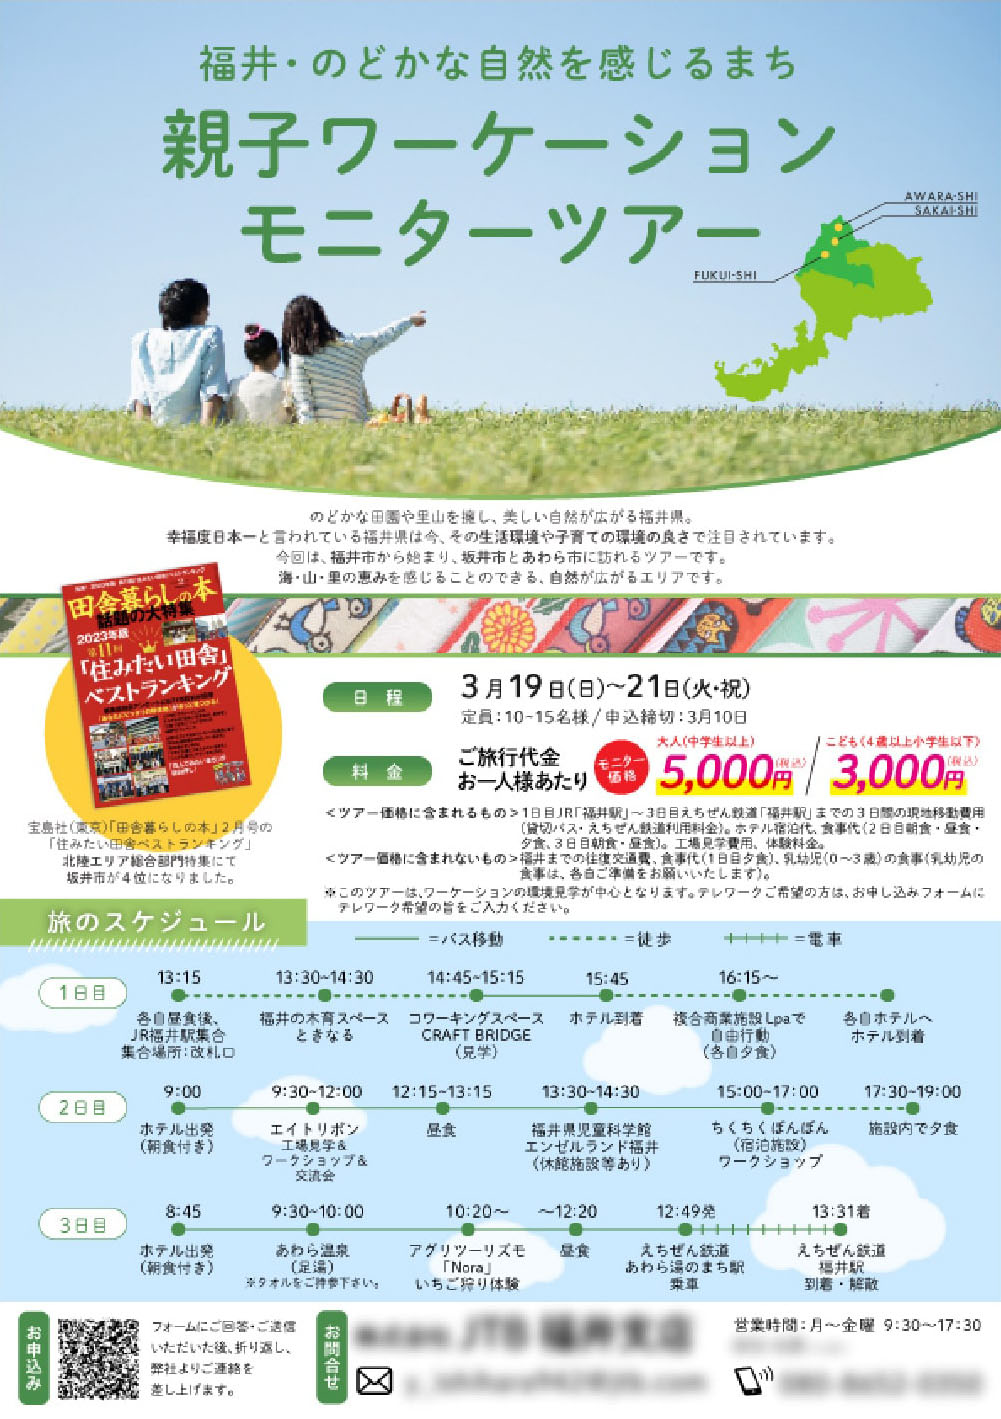 福井・のどかな自然を感じるまち
親子ワーケーション
モニターツアー
AWARA-SHI
SAKAI-SHI
FUKUI-SHI
のどかな田園や里山を擁し、美しい自然が広がる福井県。
幸福度日本一と言われている福井県は今、その生活環境や子育ての環境の良さで注目されています。
今回は、福井市から始まり、坂井市とあわら市に訪れるツアーです。
海・山・里の恵みを感じることのできる、自然が広がるエリアです。
田舎暮らしの本
話題の大特集
2023年版
第11回
「住みたい田舎」
ベストランキング
宝島社(東京)「田舎暮らしの本」2月号の
「住みたい田舎ベストランキング」
北陸エリア総合部門特集にて
坂井市が4位になりました。
日程
3月19日(日)〜21日(火・祝)
定員：10~15名様/申込締切：3月10日
料金
ご旅行代金
お一人様あたり
モニター
価格
大人(中学生以上)
5,000円(税込)
こども(4歳以上小学生以下)
3,000円(税込)
＜ツアー価格に含まれるもの＞1日目JR「福井駅」〜3日目えちぜん鉄道「福井駅」までの3日間の現地移動費用
(貸切バス・えちぜん鉄道利用料金)。ホテル宿泊代、食事代(2日目朝食・昼食・
夕食、3日目朝食・昼食)。工場見学費用、体験料金。
＜ツアー価格に含まれないもの＞福井までの往復交通費、食事代(1日目夕食)、乳幼児(0〜3歳)の食事(乳幼児の
食事は、各自ご準備をお願いいたします)。
※このツアーは、ワーケーションの環境見学が中心となります。テレワークご希望の方は、お申し込みフォームに
テレワーク希望の旨をご入力ください。
旅のスケジュール
=バス移動
=徒歩
=電車
1日目
13:15
各自昼食後、
JR福井駅集合
集合場所：改札口
13:30~14:30
福井の木育スペース
ときなる
14:45~15:15
コワーキングスペース
CRAFT BRIDGE
(見学)
15:45
ホテル到着
16:15〜
複合商業施設Lpaで
自由行動
(各自夕食)
各自ホテルへ
ホテル到着
2日目
9:00
ホテル出発
(朝食付き)
9:30~12:00
エイトリボン
工場見学&
ワークショップ&
交流会
12:15~13:15
昼食
13:30~14:30
福井県児童科学館
エンゼルランド福井
(休館施設等あり)
15:00~17:00
ちくちくぼんぼん
(宿泊施設)
ワークショップ
17:30~19:00
施設内で夕食
3日目
8:45
ホテル出発
(朝食付き)
9:30~10:00
あわら温泉
(足湯)
※タオルをご持参下さい。
10:20〜
アグリツーリズモ
「Nora」
いちご狩り体験
〜12:20
昼食
12:49発
えちぜん鉄道
あわら湯のまち駅
乗車
13:31着
えちぜん鉄道
福井駅
到着・解散
お申込み
フォームにご回答・ご送信
いただいた後、折り返し、
弊社よりご連絡を
差し上げます。
お問合せ
営業時間：月〜金曜 9:30〜17:30